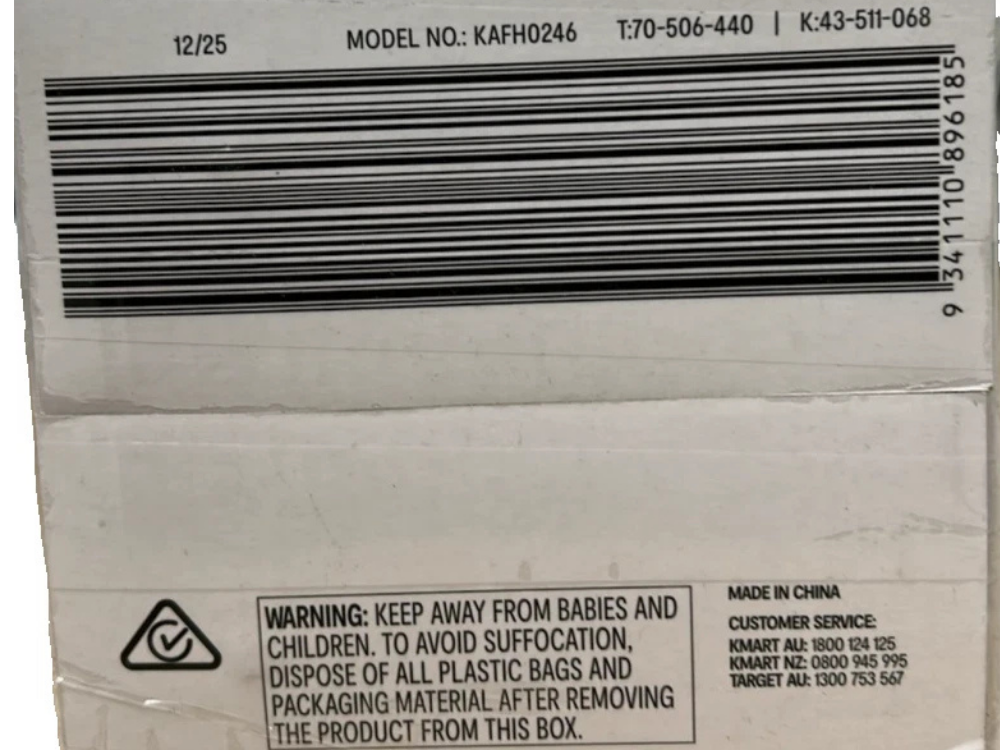 12/25 MODEL NO.: KAFH0246 T:70-506-440 | K:43-511-068
9 341110 896185
WARNING: KEEP AWAY FROM BABIES AND
CHILDREN. TO AVOID SUFFOCATION,
DISPOSE OF ALL PLASTIC BAGS AND
PACKAGING MATERIAL AFTER REMOVING
THE PRODUCT FROM THIS BOX.
MADE IN CHINA
CUSTOMER SERVICE:
KMART AU: 1800 124 125
KMART NZ: 0800 945 995
TARGET AU: 1300 753 567